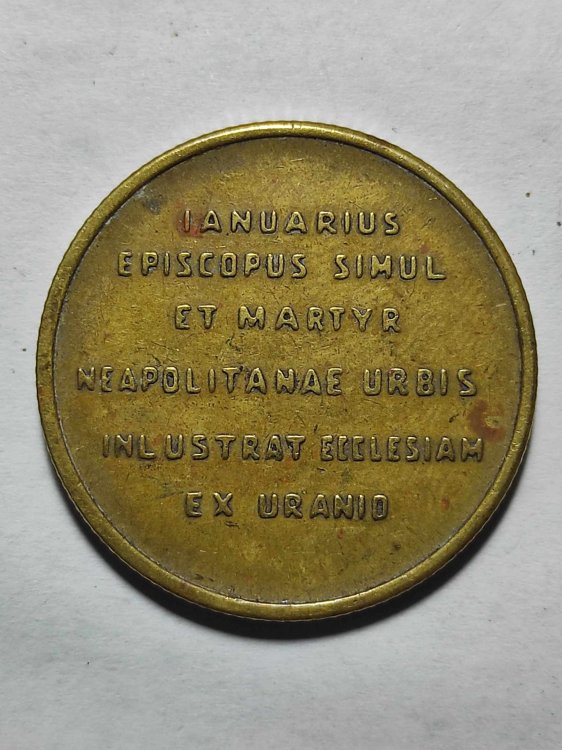 IANUARIUS
EPISCOPUS SIMUL
ET MARTYR
NEAPOLITANAE URBIS
INLUSTRAT ECCLESIAM
EX URANIO